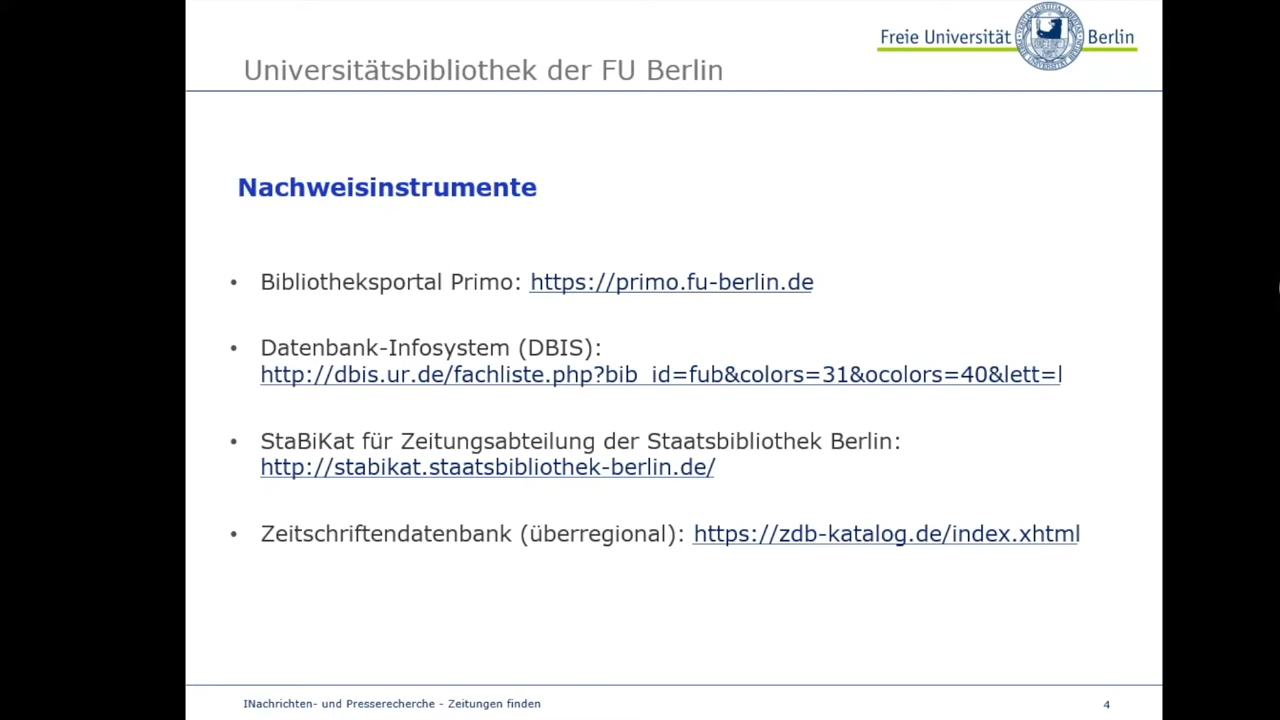 Freie Universität Berlin
Universitätsbibliothek der FU Berlin
Nachweisinstrumente
• Bibliotheksportal Primo: https://primo.fu-berlin.de
• Datenbank-Infosystem (DBIS):
http://dbis.ur.de/fachliste.php?bib_id=fub&colors=31&ocolors=40&lett=l
• StaBiKat für Zeitungsabteilung der Staatsbibliothek Berlin:
http://stabikat.staatsbibliothek-berlin.de/
• Zeitschriftendatenbank (überregional): https://zdb-katalog.de/index.xhtml
INachrichten- und Presserecherche - Zeitungen finden
4